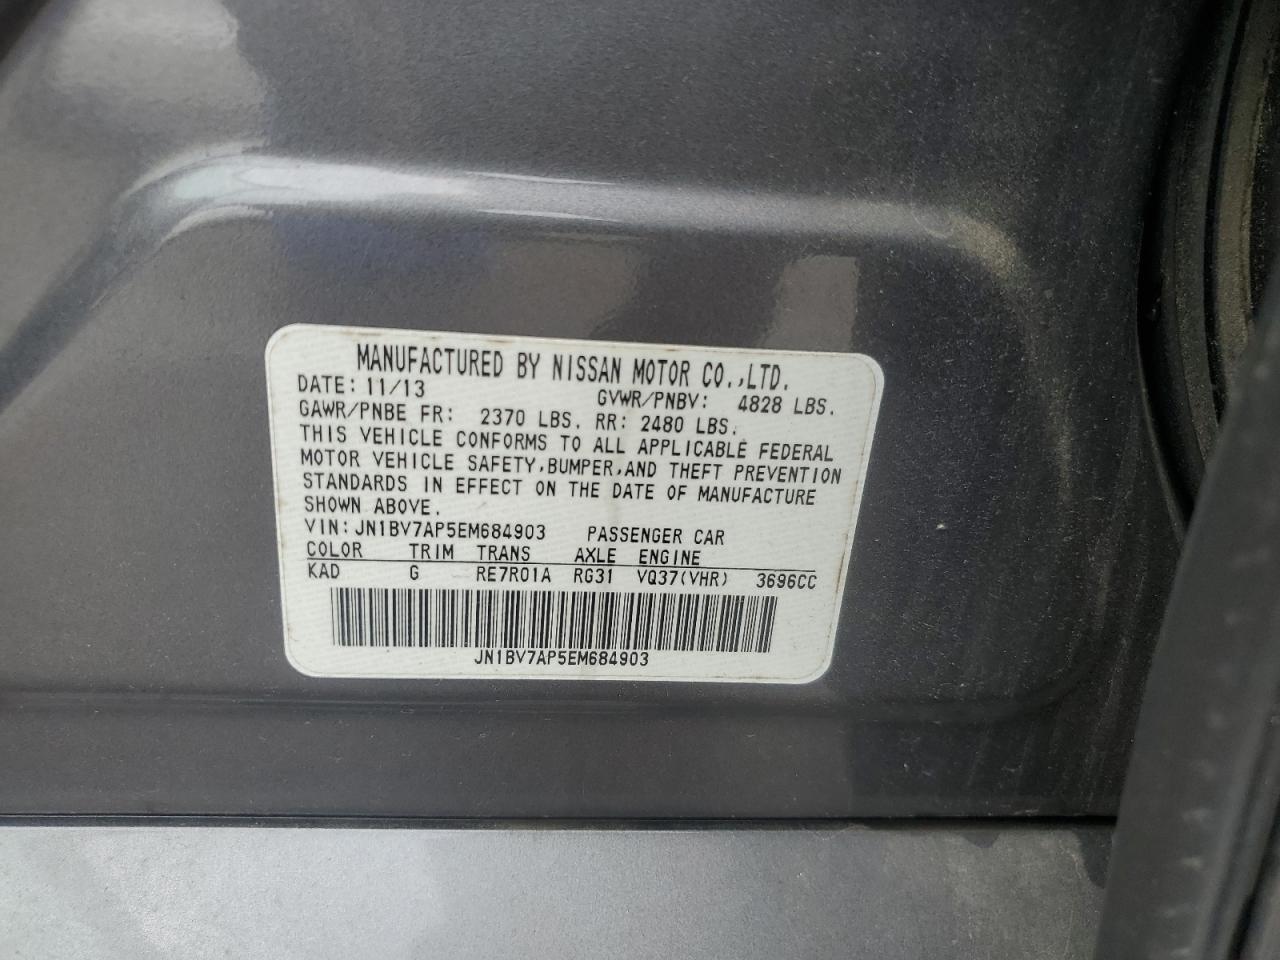 MANUFACTURED BY NISSAN MOTOR CO.,LTD.
DATE: 11/13 GVWR/PNBV: 4828 LBS.
GAWR/PNBE FR: 2370 LBS. RR: 2480 LBS.
THIS VEHICLE CONFORMS TO ALL APPLICABLE FEDERAL
MOTOR VEHICLE SAFETY,BUMPER,AND THEFT PREVENTION
STANDARDS IN EFFECT ON THE DATE OF MANUFACTURE
SHOWN ABOVE.
VIN:JN1BV7AP5EM684903 PASSENGER CAR
COLOR TRIM TRANS AXLE ENGINE
KAD G RE7R01A RG31 VQ37(VHR) 3696CC
JN1BV7AP5EM684903